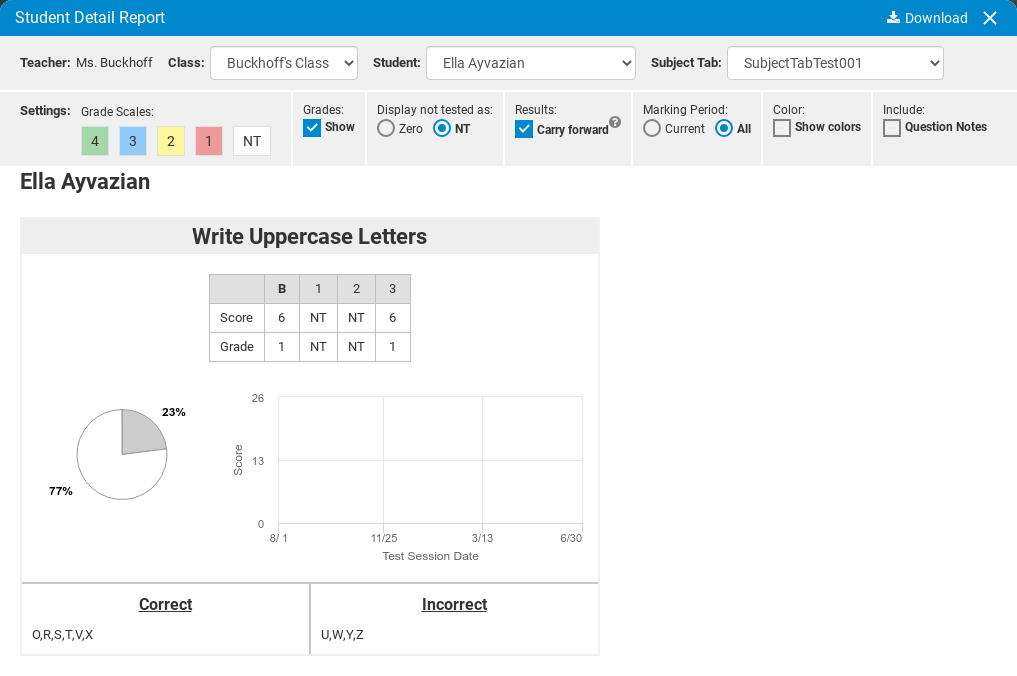 Student Detail Report
Download
Teacher: Ms. Buckhoff Class: Buckhoff's Class Student: Ella Ayvazian Subject Tab: SubjectTabTest001
Settings: Grade Scales: 4 3 2 1 NT
Grades: Show
Display not tested as: Zero NT
Results: Carry forward ?
Marking Period: Current All
Color: Show colors
Include: Question Notes
Ella Ayvazian
Write Uppercase Letters
B 1 2 3
Score 6 NT NT 6
Grade 1 NT NT 1
23%
77%
26
13
0
Score
8/ 1 11/25 3/13 6/30
Test Session Date
Correct
O,R,S,T,V,X
Incorrect
U,W,Y,Z